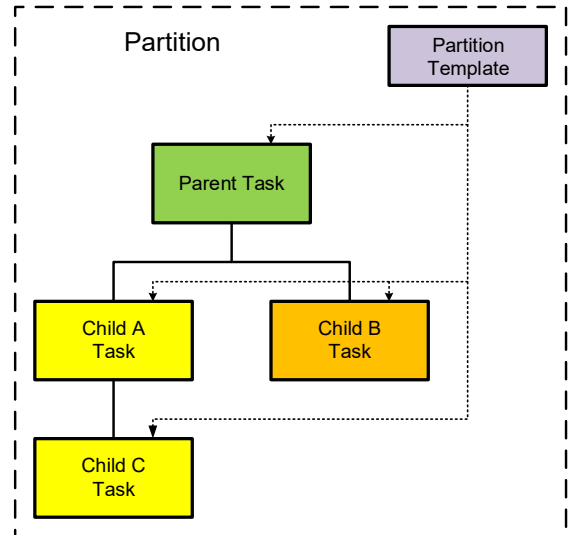 Partition
Partition
Template
Parent Task
Child A
Task
Child B
Task
Child C
Task